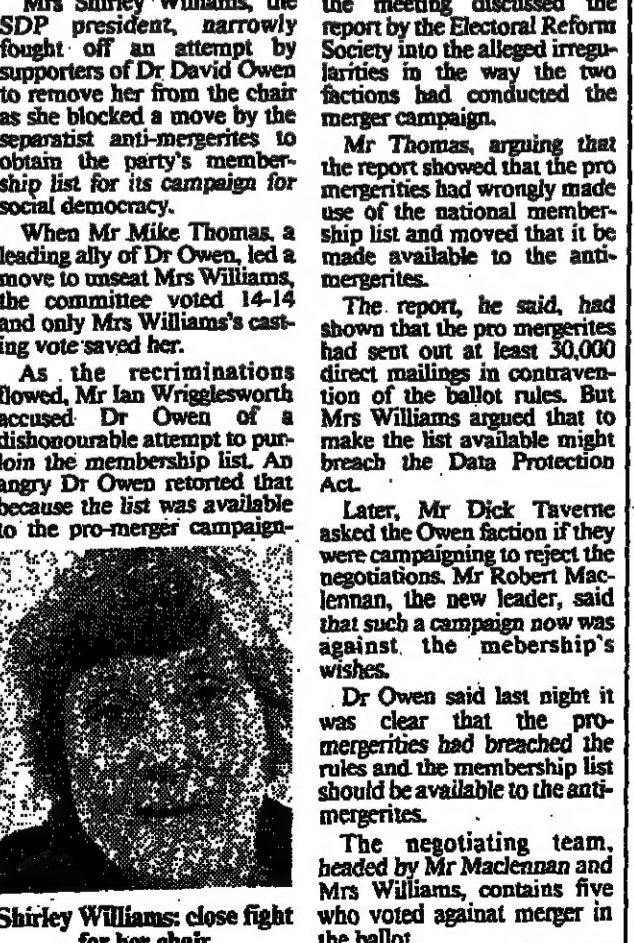 Mrs Shirley Williams, the
SDP president, narrowly
fought off an attempt by
supporters of Dr David Owen
to remove her from the chair
as she blocked a move by the
separatist anti-mergerites to
obtain the party's member-
ship list for its campaign for
social democracy.
When Mr Mike Thomas, a
leading ally of Dr Owen, led a
move to unseat Mrs Williams,
the committee voted 14-14
and only Mrs Williams's cast-
ing vote saved her.
As the recriminations
flowed, Mr Ian Wrigglesworth
accused Dr Owen of a
dishonourable attempt to pur-
loin the membership list. An
angry Dr Owen retorted that
because the list was available
to the pro-merger campaign-
Shirley Williams: close fight
for her chair
the meeting discussed the
report by the Electoral Reform
Society into the alleged irregu-
larities in the way the two
factions had conducted the
merger campaign.
Mr Thomas, arguing that
the report showed that the pro
mergerities had wrongly made
use of the national member-
ship list and moved that it be
made available to the anti-
mergerites.
The report, he said, had
shown that the pro mergerites
had sent out at least 30,000
direct mailings in contraven-
tion of the ballot rules. But
Mrs Williams argued that to
make the list available might
breach the Data Protection
Act.
Later, Mr Dick Taverne
asked the Owen faction if they
were campaigning to reject the
negotiations. Mr Robert Mac-
lennan, the new leader, said
that such a campaign now was
against the mebership's
wishes.
Dr Owen said last night it
was clear that the pro-
mergerities had breached the
rules and the membership list
should be available to the anti-
mergerites.
The negotiating team,
headed by Mr Maclennan and
Mrs Williams, contains five
who voted againat merger in
the ballot.